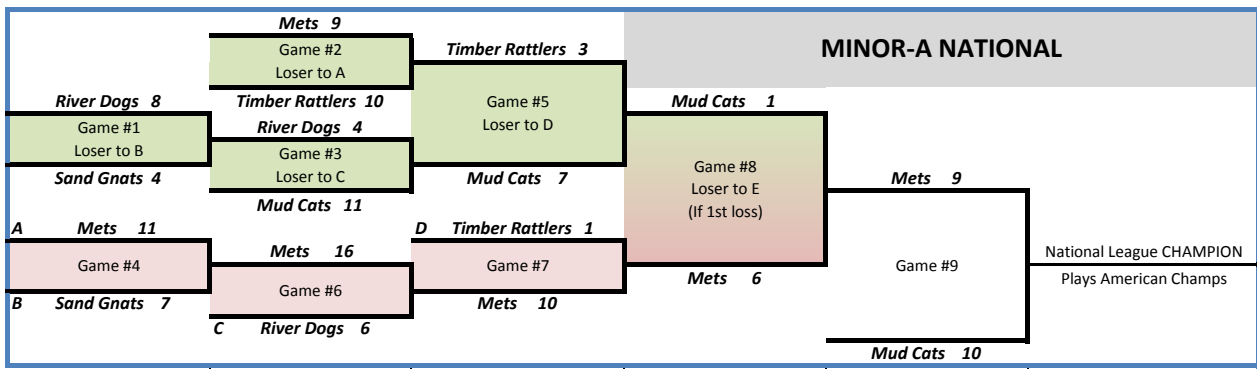 MINOR-A NATIONAL
Mets 9
Game #2
Loser to A
Timber Rattlers 10
River Dogs 8
Game #1
Loser to B
Sand Gnats 4
River Dogs 4
Game #3
Loser to C
Mud Cats 11
Timber Rattlers 3
Game #5
Loser to D
Mud Cats 7
A Mets 11
Game #4
B Sand Gnats 7
Mets 16
Game #6
C River Dogs 6
D Timber Rattlers 1
Game #7
Mets 10
Mud Cats 1
Game #8
Loser to E
(If 1st loss)
Mets 6
Mets 9
Game #9
Mud Cats 10
National League CHAMPION
Plays American Champs